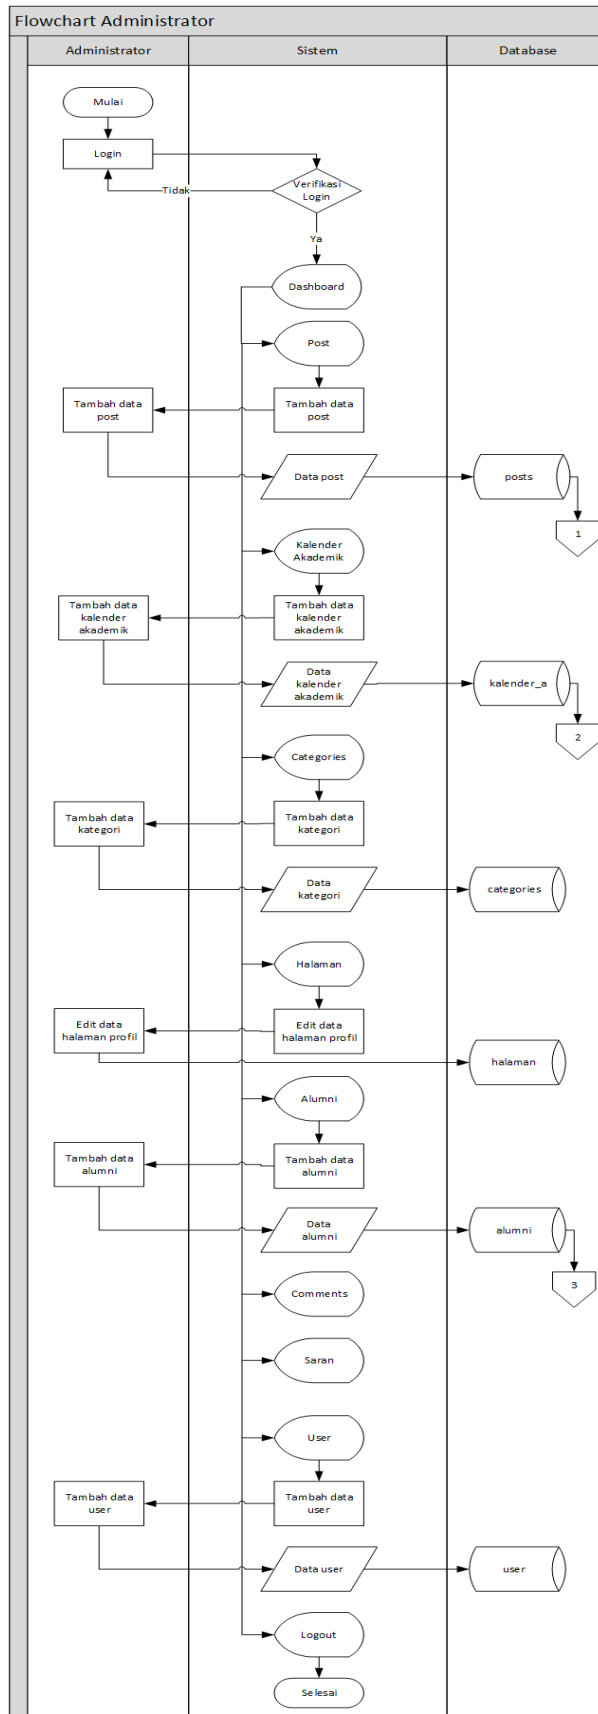 Flowchart Administrator
Administrator
Sistem
Database
Mulai
Login
Verifikasi
Login
Tidak
Ya
Dashboard
Post
Tambah data
post
Tambah data
post
Data post
posts
1
Kalender
Akademik
Tambah data
kalender
akademik
Tambah data
kalender
akademik
Data
kalender
akademik
kalender_a
2
Categories
Tambah data
kategori
Tambah data
kategori
Data
kategori
categories
Halaman
Edit data
halaman profil
Edit data
halaman profil
halaman
Alumni
Tambah data
alumni
Tambah data
alumni
Data
alumni
alumni
3
Comments
Saran
User
Tambah data
user
Tambah data
user
Data user
user
Logout
Selesai